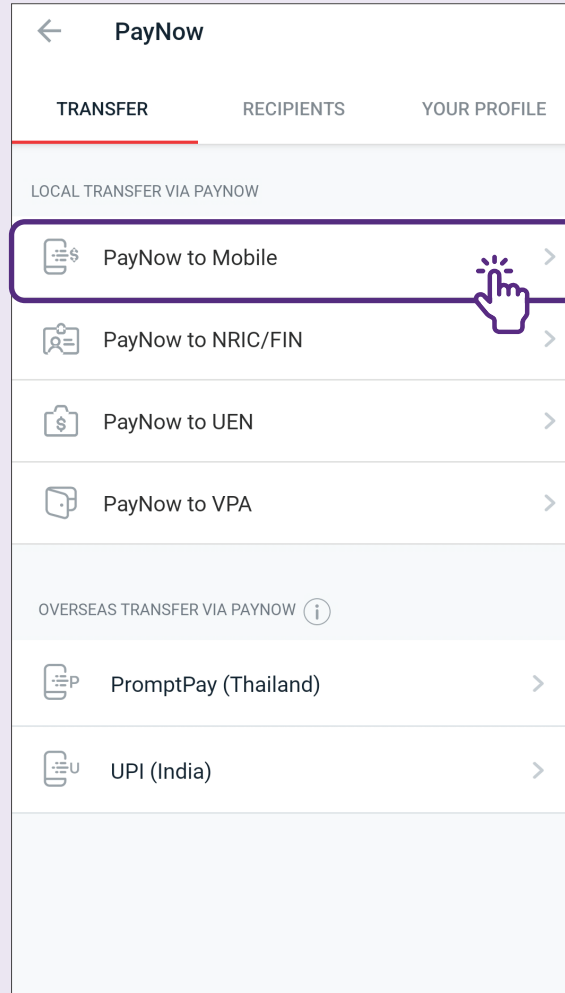 PayNow
TRANSFER RECIPIENTS YOUR PROFILE
LOCAL TRANSFER VIA PAYNOW
$ PayNow to Mobile
PayNow to NRIC/FIN
$ PayNow to UEN
PayNow to VPA
OVERSEAS TRANSFER VIA PAYNOW i
P PromptPay (Thailand)
U UPI (India)